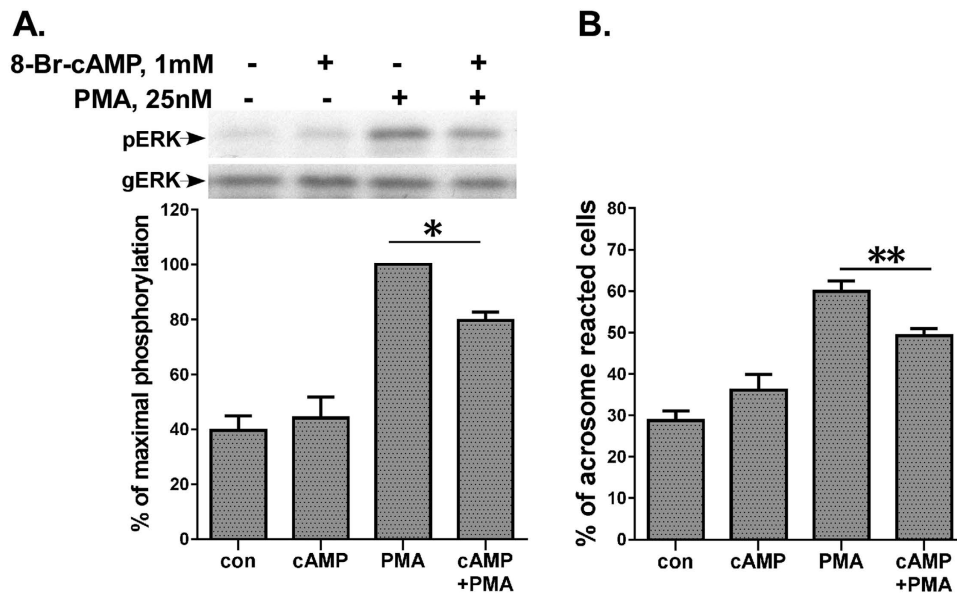 A.
8-Br-cAMP, 1mM - + - +
PMA, 25nM - - + +
pERK
gERK
% of maximal phosphorylation
120
100
80
60
40
20
0
*
con cAMP PMA cAMP
+PMA
B.
% of acrosome reacted cells
80
70
60
50
40
30
20
10
0
**
con cAMP PMA cAMP
+PMA